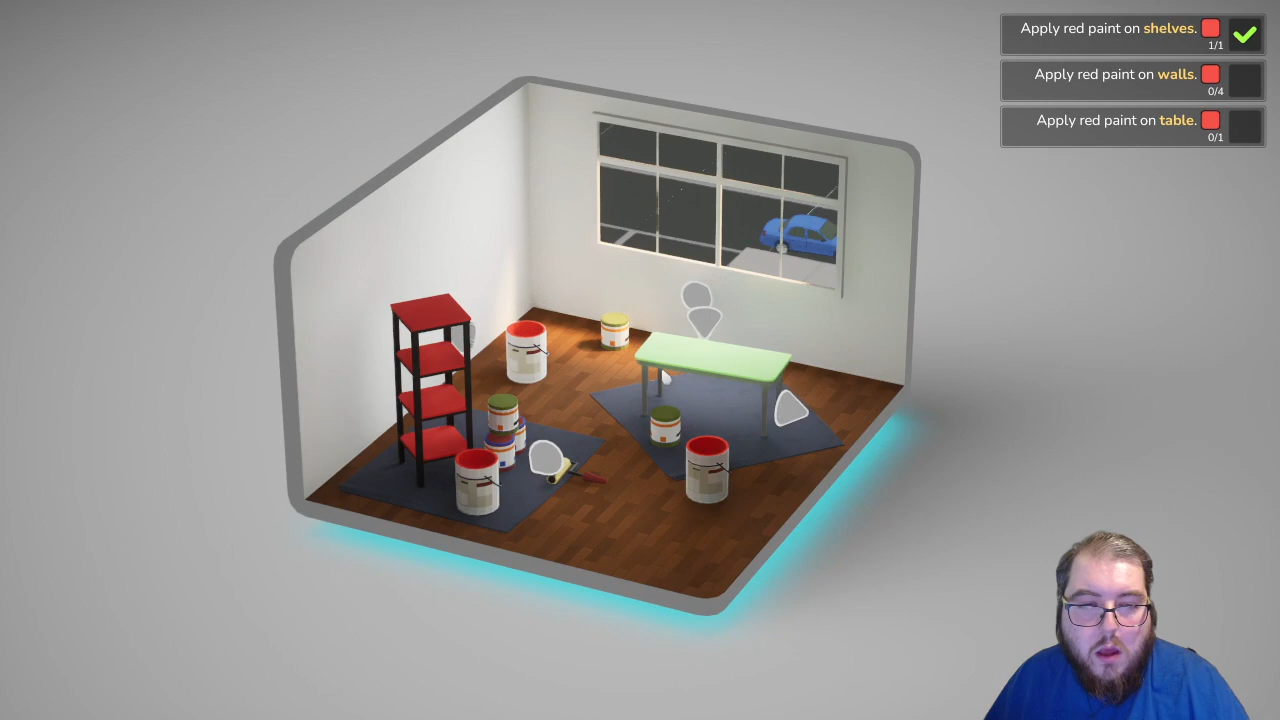 Apply red paint on shelves.
1/1
Apply red paint on walls.
0/4
Apply red paint on table.
0/1